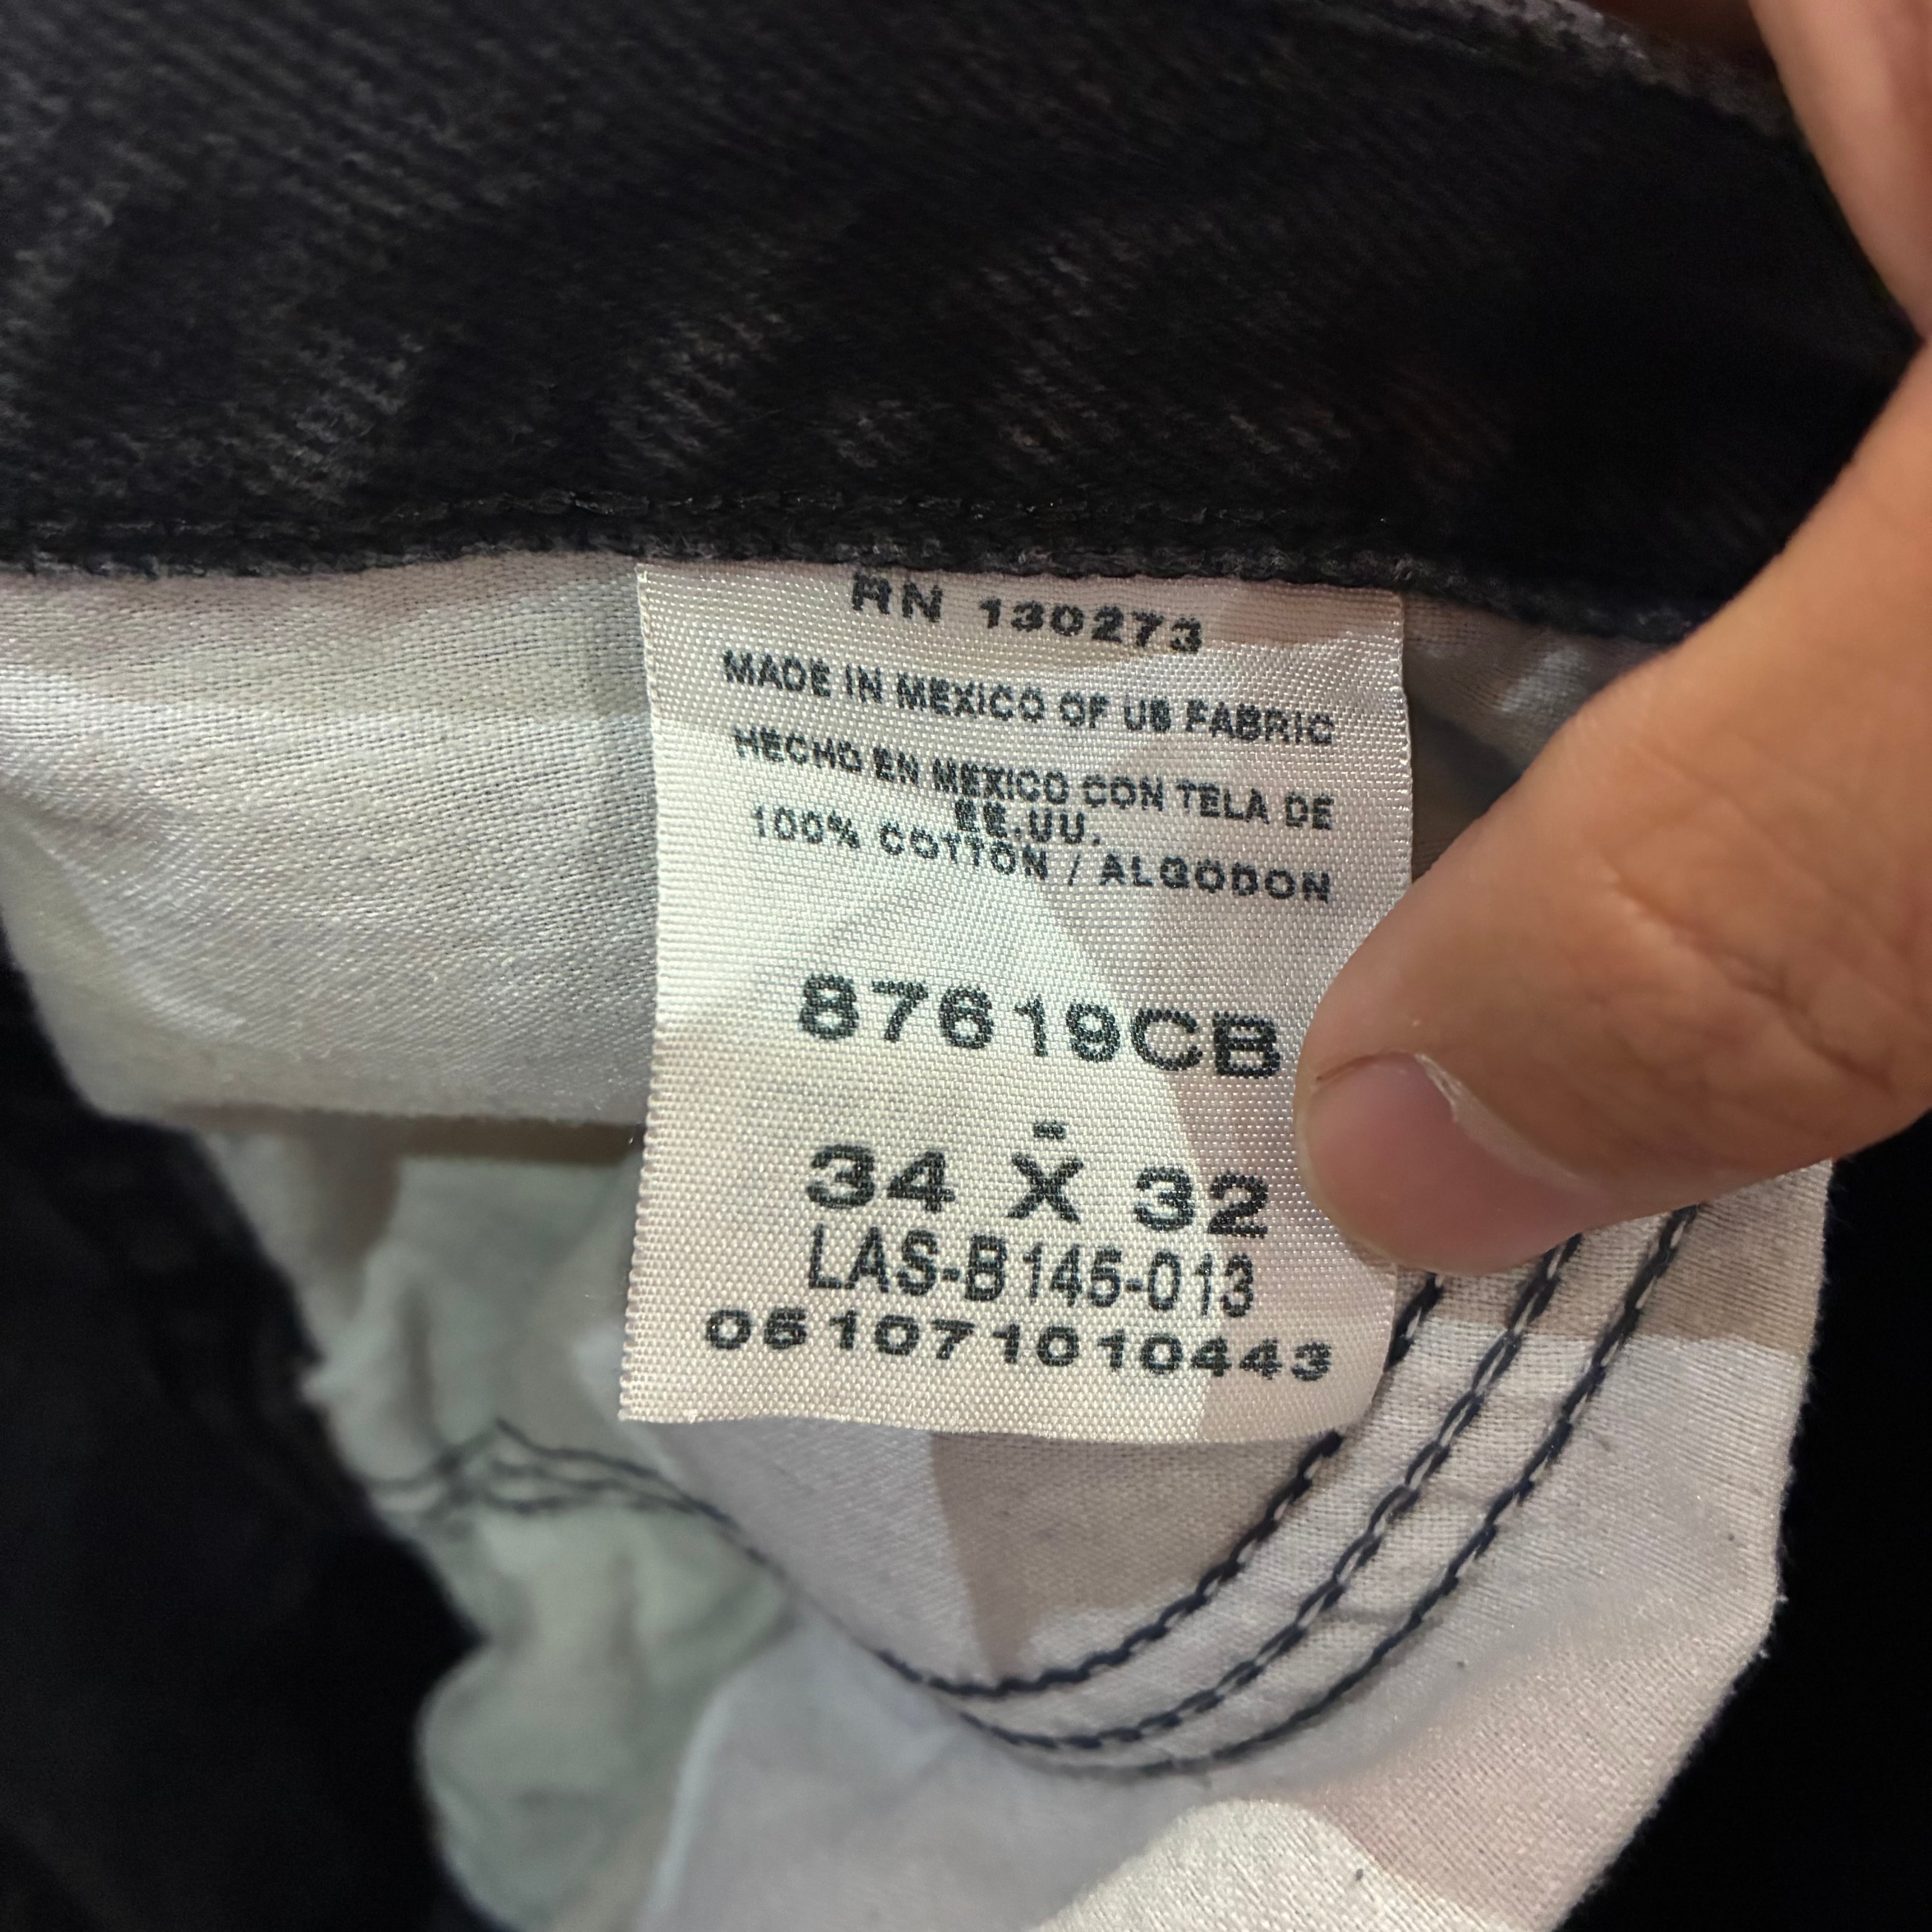 RN 130273
MADE IN MEXICO OF US FABRIC
HECHO EN MEXICO CON TELA DE
EE.UU.
100% COTTON / ALGODON
87619CB
-
34 X 32
LAS-B145-013
051071010443